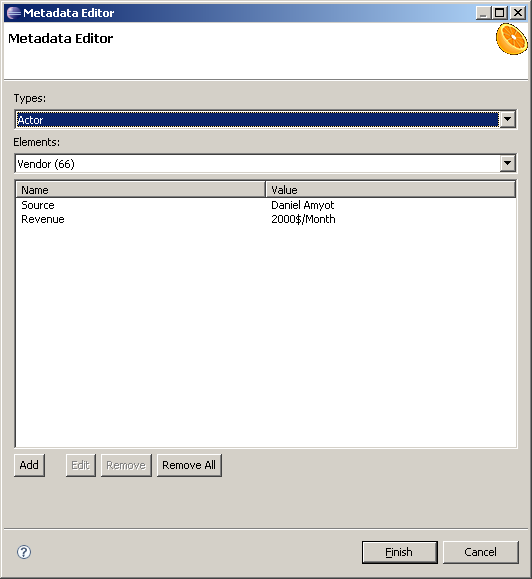 Metadata Editor
Metadata Editor
Types:
Actor
Elements:
Vendor (66)
Name Value
Source Daniel Amyot
Revenue 2000$/Month
Add Edit Remove Remove All
? Finish Cancel